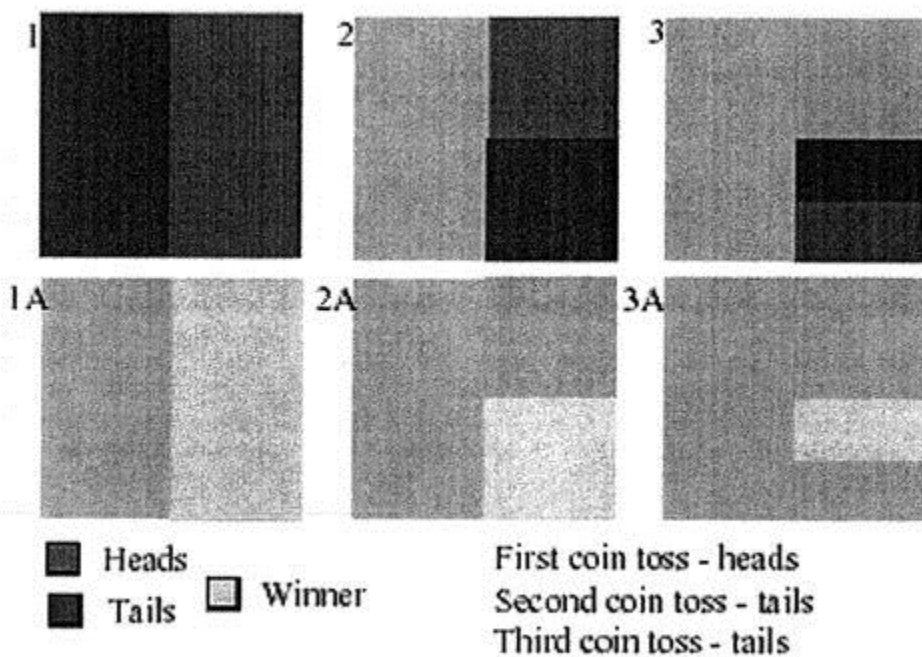 1
2
3
1A
2A
3A
Heads
Tails
Winner
First coin toss - heads
Second coin toss - tails
Third coin toss - tails